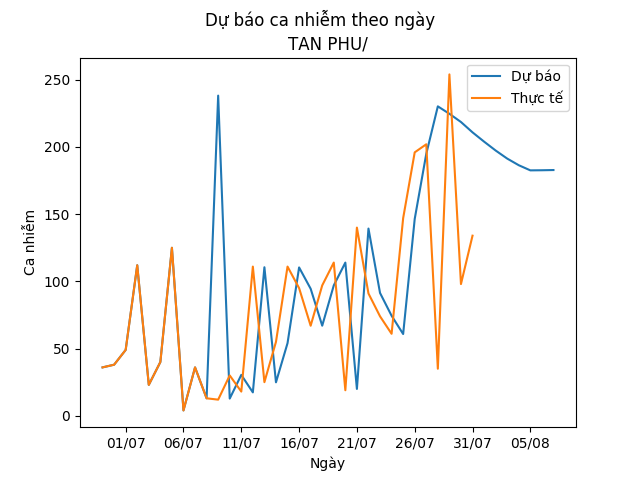 Dự báo ca nhiễm theo ngày
TAN PHU/
Dự báo
Thực tế
Ca nhiễm
250
200
150
100
50
0
01/07 06/07 11/07 16/07 21/07 26/07 31/07 05/08
Ngày